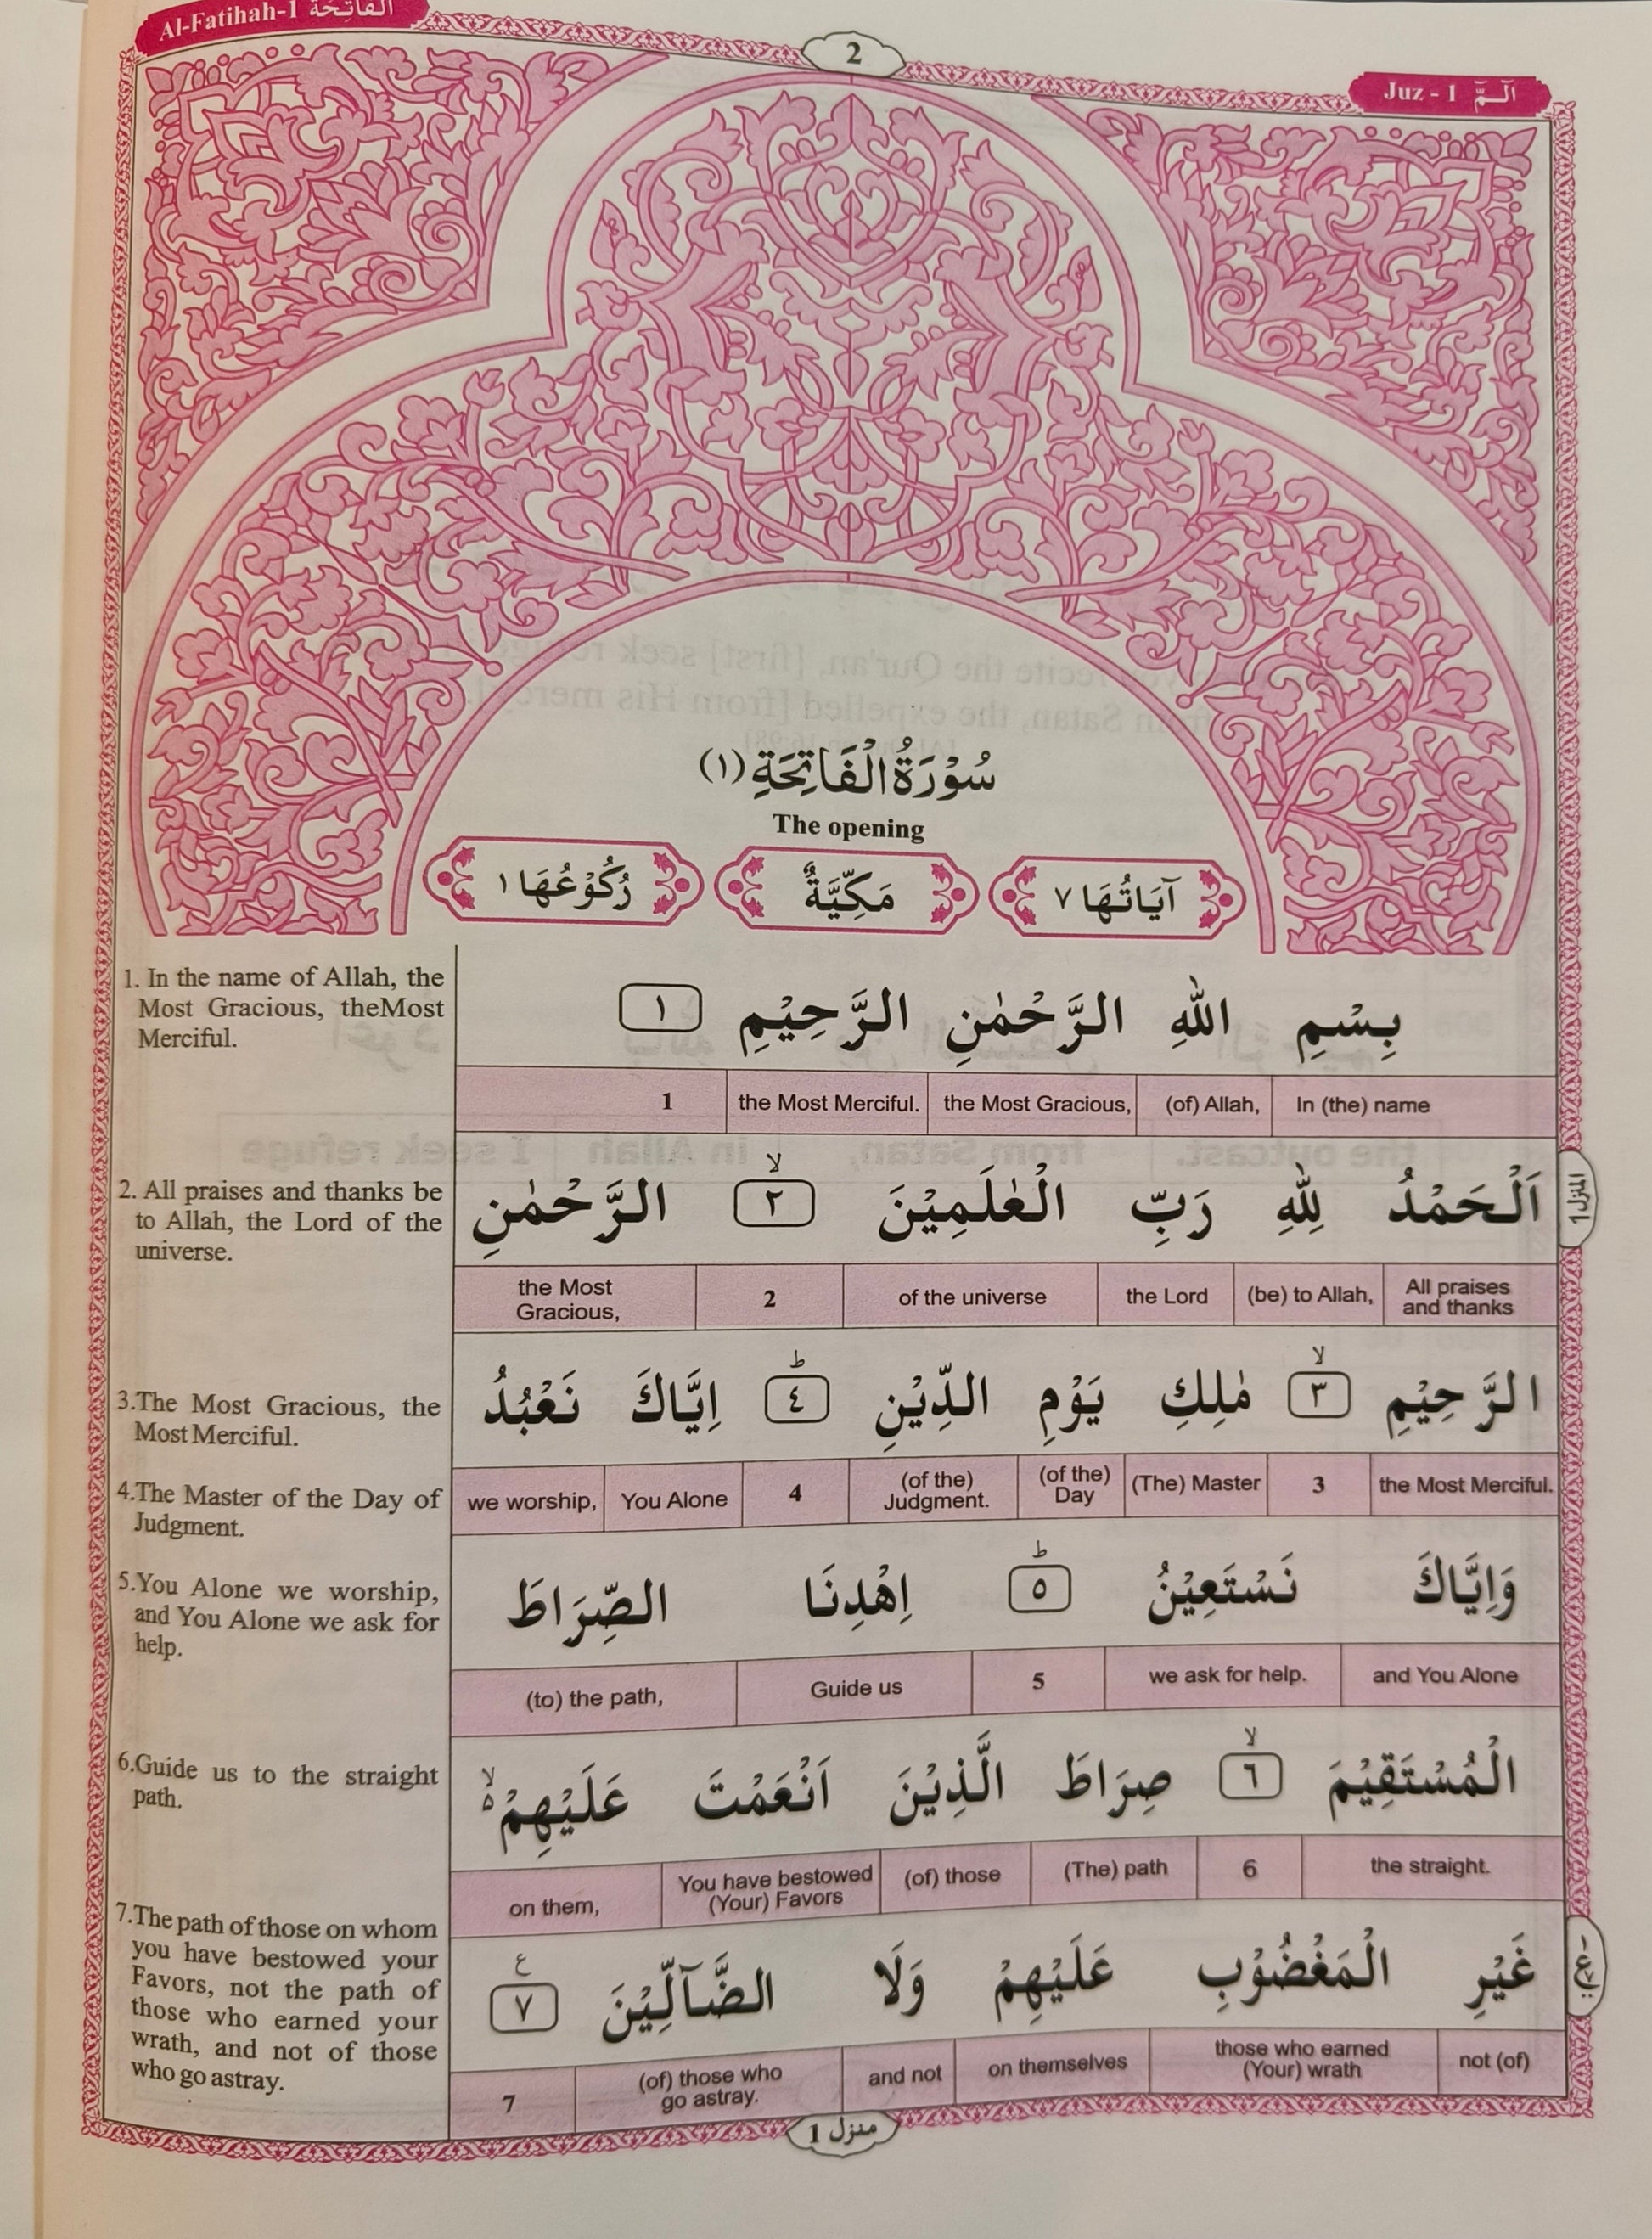 Al-Fatihah-1 الفاتحة
2
Juz - 1 الٓمّٓ
سُوْرَةُ الْفَاتِحَةِ (١)
The opening
آيَاتُهَا ٧ مَكِّيَّةٌ رُكُوْعُهَا ١
1. In the name of Allah, the
Most Gracious, theMost
Merciful.
بِسْمِ اللّٰهِ الرَّحْمٰنِ الرَّحِيْمِ ١
In (the) name (of) Allah, the Most Gracious, the Most Merciful. 1
2. All praises and thanks be
to Allah, the Lord of the
universe.
اَلْحَمْدُ لِلّٰهِ رَبِّ الْعٰلَمِيْنَ ٢ۙ الرَّحْمٰنِ
All praises and thanks (be) to Allah, the Lord of the universe 2 the Most Gracious,
المنزل ١
3.The Most Gracious, the
Most Merciful.
الرَّحِيْمِ ٣ۙ مٰلِكِ يَوْمِ الدِّيْنِ ٤ؕ اِيَّاكَ نَعْبُدُ
the Most Merciful. 3 (The) Master (of the) Day (of the) Judgment. 4 You Alone we worship,
4.The Master of the Day of
Judgment.
5.You Alone we worship,
and You Alone we ask for
help.
وَاِيَّاكَ نَسْتَعِيْنُ ٥ؕ اِهْدِنَا الصِّرَاطَ
and You Alone we ask for help. 5 Guide us (to) the path,
6.Guide us to the straight
path.
الْمُسْتَقِيْمَ ٦ۙ صِرَاطَ الَّذِيْنَ اَنْعَمْتَ عَلَيْهِمْ ۙ۬
the straight. 6 (The) path (of) those You have bestowed (Your) Favors on them,
7.The path of those on whom
you have bestowed your
Favors, not the path of
those who earned your
wrath, and not of those
who go astray.
غَيْرِ الْمَغْضُوْبِ عَلَيْهِمْ وَلَا الضَّآلِّيْنَ ٧ ع
not (of) those who earned (Your) wrath on themselves and not (of) those who go astray. 7
منزل 1